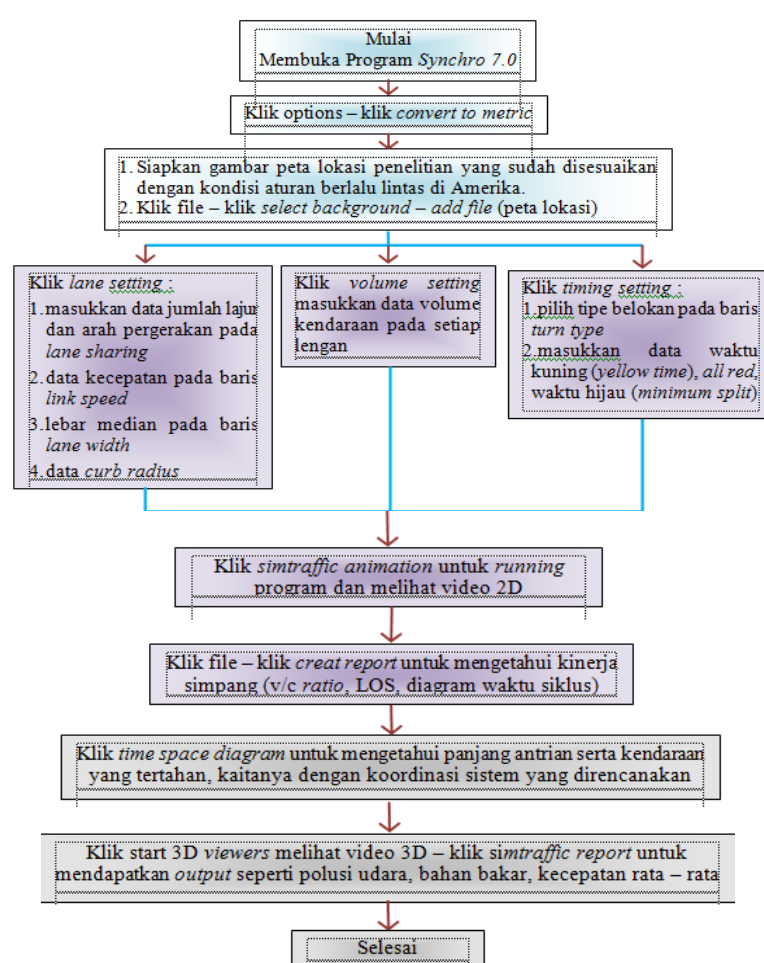 Mulai
Membuka Program Synchro 7.0
Klik options – klik convert to metric
1. Siapkan gambar peta lokasi penelitian yang sudah disesuaikan
dengan kondisi aturan berlalu lintas di Amerika.
2. Klik file – klik select background – add file (peta lokasi)
Klik lane setting :
1. masukkan data jumlah lajur
dan arah pergerakan pada
lane sharing
2. data kecepatan pada baris
link speed
3. lebar median pada baris
lane width
4. data curb radius
Klik volume setting
masukkan data volume
kendaraan pada setiap
lengan
Klik timing setting :
1. pilih tipe belokan pada baris
turn type
2. masukkan data waktu
kuning (yellow time), all red,
waktu hijau (minimum split)
Klik simtraffic animation untuk running
program dan melihat video 2D
Klik file – klik creat report untuk mengetahui kinerja
simpang (v/c ratio, LOS, diagram waktu siklus)
Klik time space diagram untuk mengetahui panjang antrian serta kendaraan
yang tertahan, kaitanya dengan koordinasi sistem yang direncanakan
Klik start 3D viewers melihat video 3D – klik simtraffic report untuk
mendapatkan output seperti polusi udara, bahan bakar, kecepatan rata – rata
Selesai